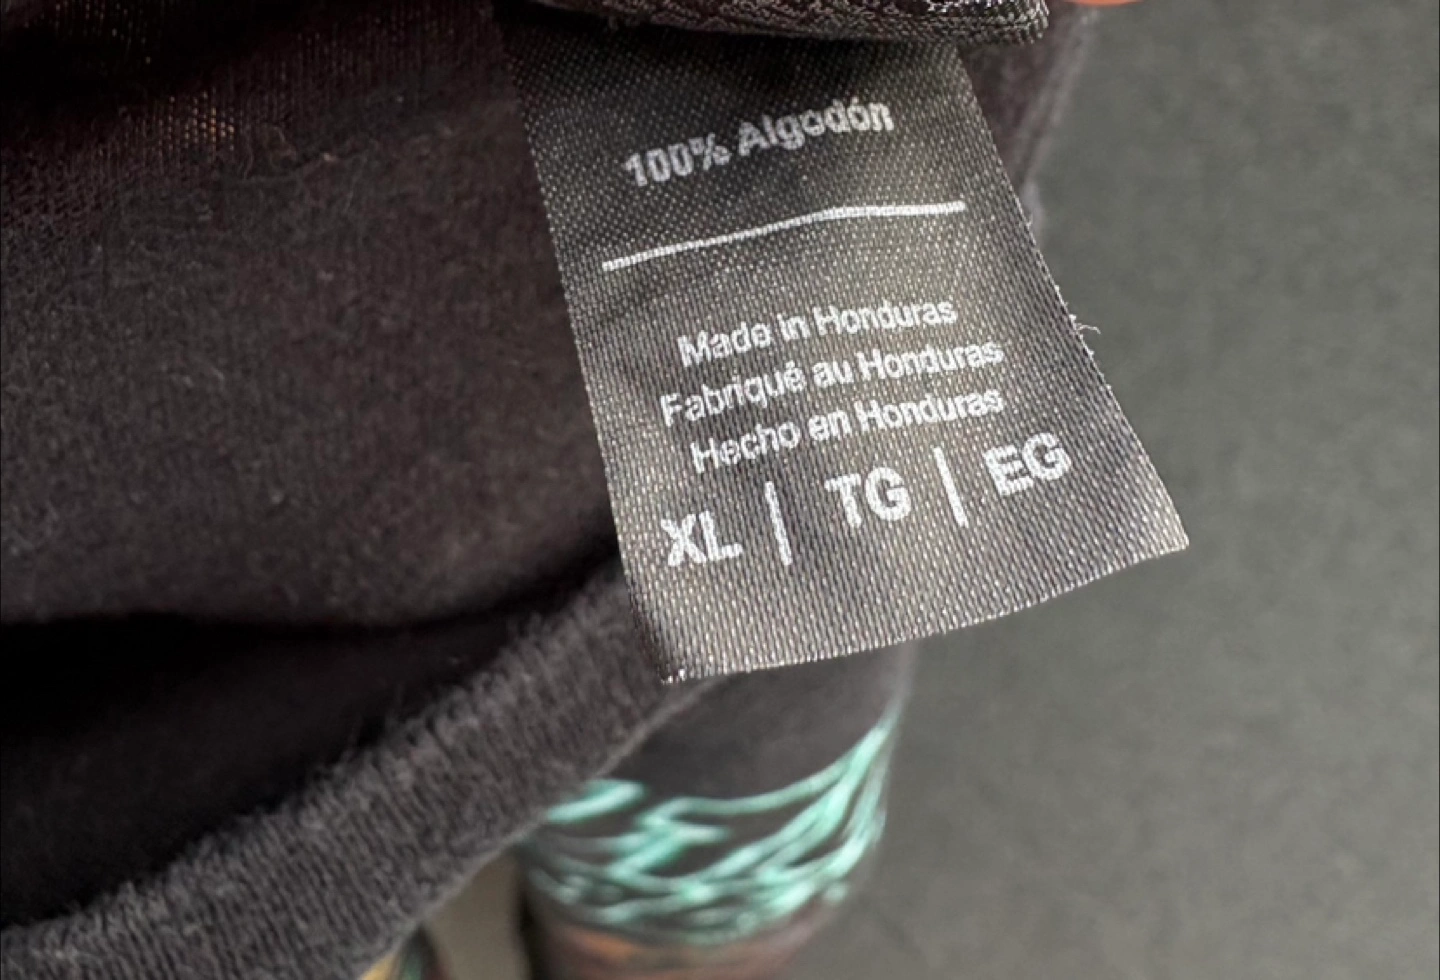 100% Algodón
Made in Honduras
Fabriqué au Honduras
Hecho en Honduras
XL | TG | EG